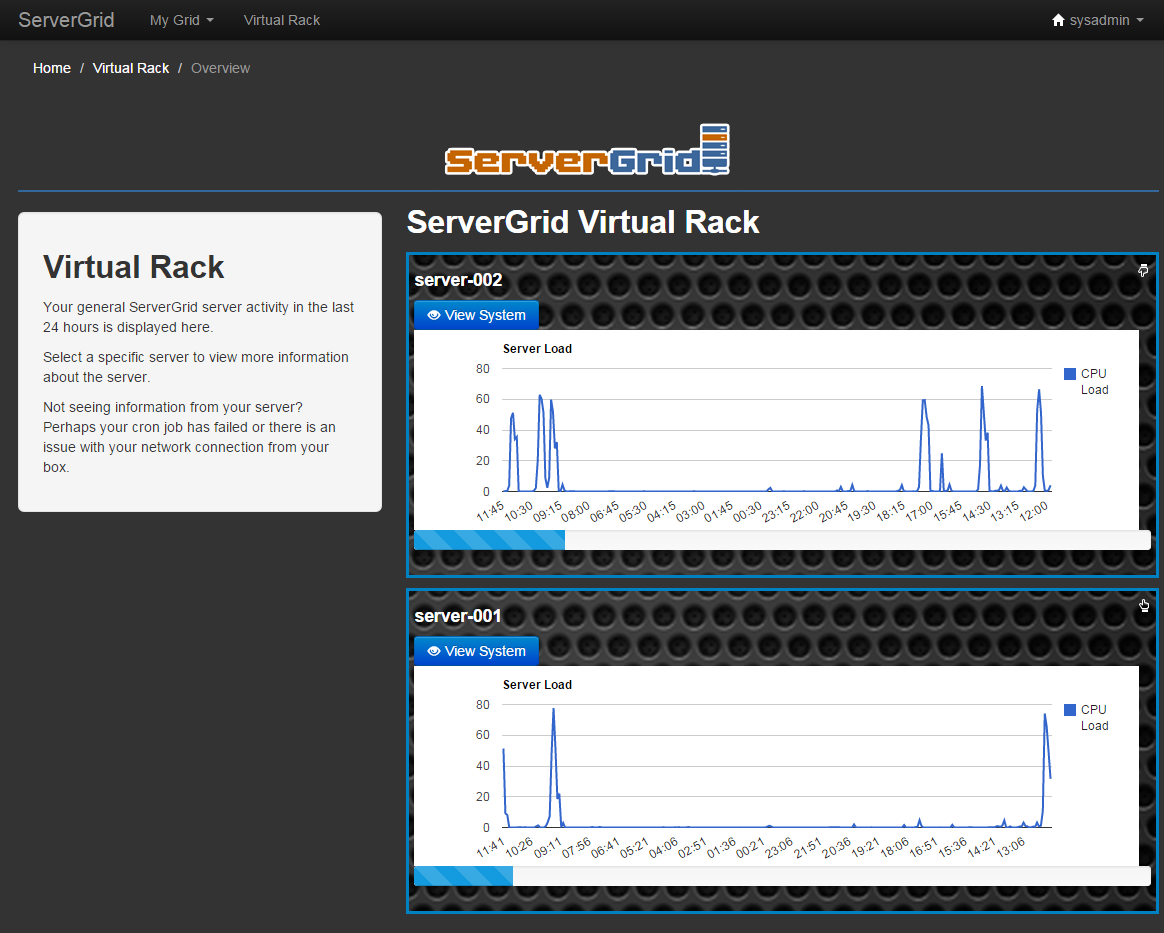 ServerGrid My Grid Virtual Rack sysadmin
Home / Virtual Rack / Overview
ServerGrid
Virtual Rack
Your general ServerGrid server activity in the last
24 hours is displayed here.
Select a specific server to view more information
about the server.
Not seeing information from your server?
Perhaps your cron job has failed or there is an
issue with your network connection from your
box.
ServerGrid Virtual Rack
server-002
View System
Server Load
80
60
40
20
0
CPU
Load
11:45 10:30 09:15 08:00 06:45 05:30 04:15 03:00 01:45 00:30 23:15 22:00 20:45 19:30 18:15 17:00 15:45 14:30 13:15 12:00
server-001
View System
Server Load
80
60
40
20
0
CPU
Load
11:41 10:26 09:11 07:56 06:41 05:21 04:06 02:51 01:36 00:21 23:06 21:51 20:36 19:21 18:06 16:51 15:36 14:21 13:06